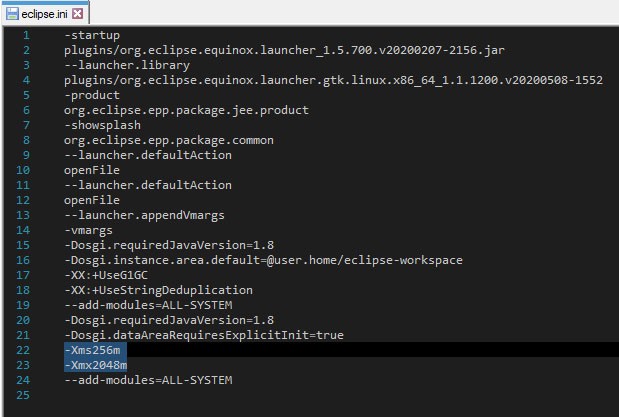 eclipse.ini
1 -startup
2 plugins/org.eclipse.equinox.launcher_1.5.700.v20200207-2156.jar
3 --launcher.library
4 plugins/org.eclipse.equinox.launcher.gtk.linux.x86_64_1.1.1200.v20200508-1552
5 -product
6 org.eclipse.epp.package.jee.product
7 -showsplash
8 org.eclipse.epp.package.common
9 --launcher.defaultAction
10 openFile
11 --launcher.defaultAction
12 openFile
13 --launcher.appendVmargs
14 -vmargs
15 -Dosgi.requiredJavaVersion=1.8
16 -Dosgi.instance.area.default=@user.home/eclipse-workspace
17 -XX:+UseG1GC
18 -XX:+UseStringDeduplication
19 --add-modules=ALL-SYSTEM
20 -Dosgi.requiredJavaVersion=1.8
21 -Dosgi.dataAreaRequiresExplicitInit=true
22 -Xms256m
23 -Xmx2048m
24 --add-modules=ALL-SYSTEM
25